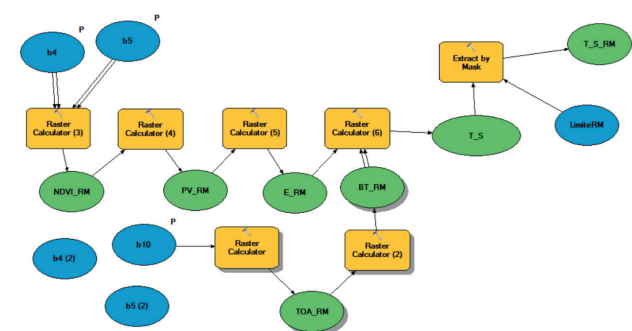 P
b4
P
b5
Raster
Calculator (3)
Raster
Calculator (4)
Raster
Calculator (5)
Raster
Calculator (6)
Extract by
Mask
T_S_RM
NDVI_RM
PV_RM
E_RM
BT_RM
T_S
LimiteRM
P
b4 (2)
b10
Raster
Calculator
Raster
Calculator (2)
b5 (2)
TOA_RM